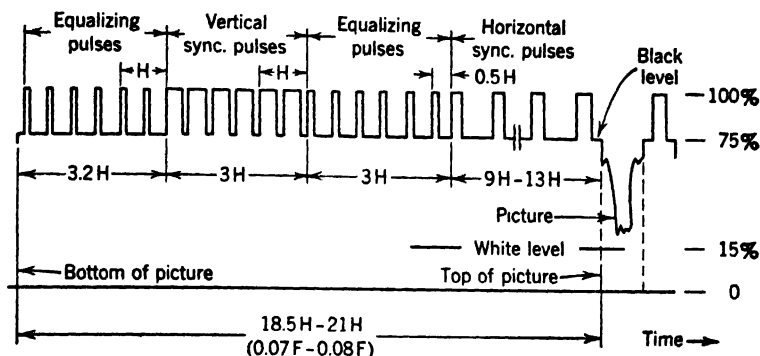 Equalizing
pulses
Vertical
sync. pulses
Equalizing
pulses
Horizontal
sync. pulses
Black
level
H
H
0.5H
100%
75%
3.2H
3H
3H
9H-13H
Picture
White level
15%
Bottom of picture
Top of picture
0
18.5H-21H
(0.07F-0.08F)
Time